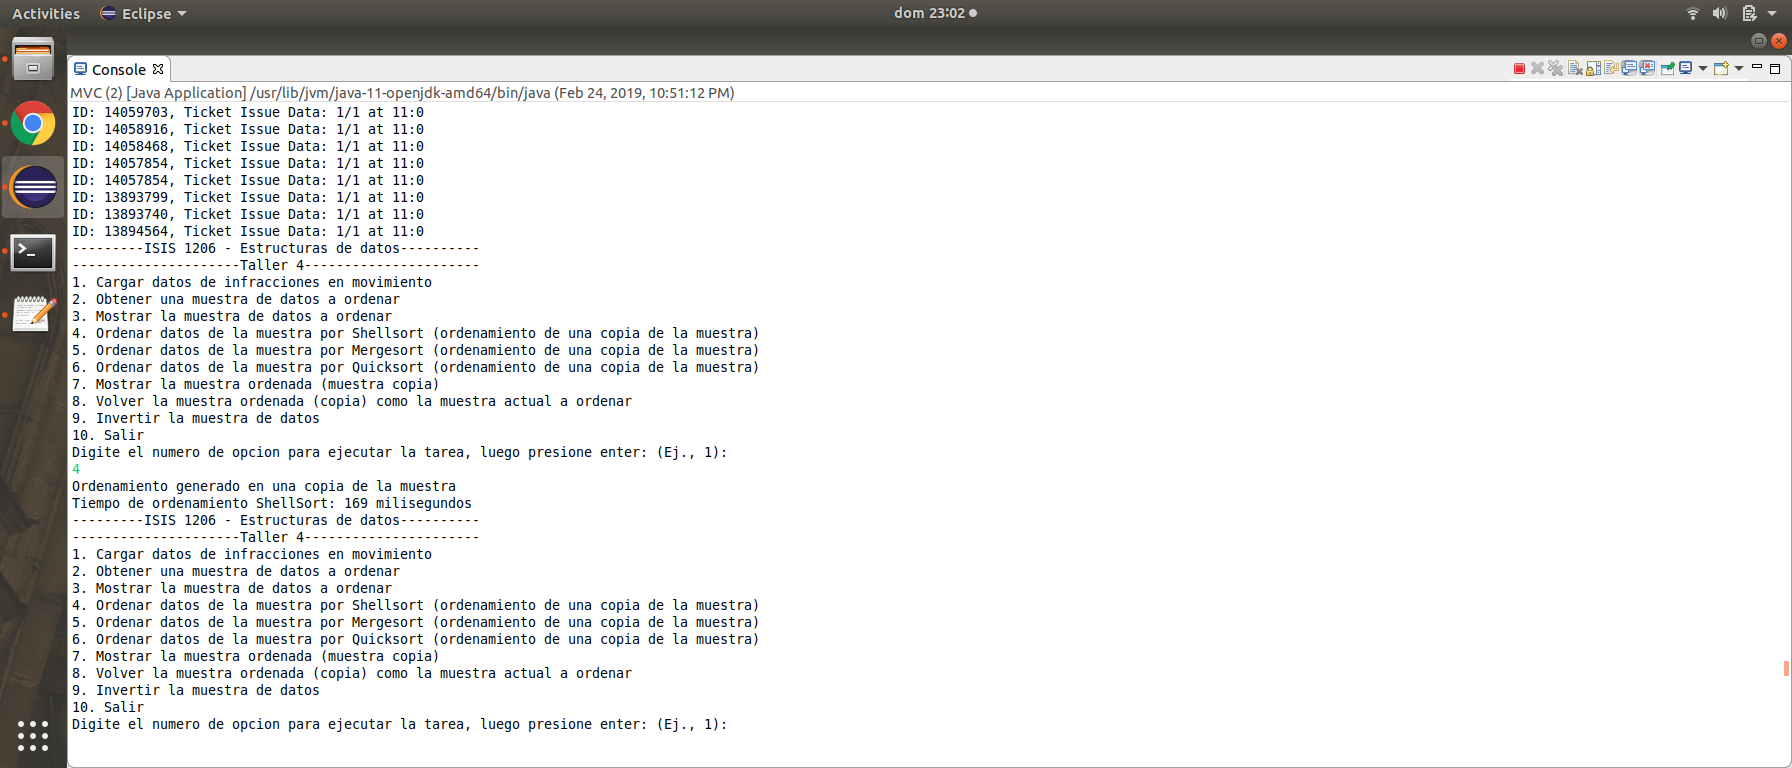 Activities Eclipse dom 23:02
Console
MVC (2) [Java Application] /usr/lib/jvm/java-11-openjdk-amd64/bin/java (Feb 24, 2019, 10:51:12 PM)
ID: 14059703, Ticket Issue Data: 1/1 at 11:0
ID: 14058916, Ticket Issue Data: 1/1 at 11:0
ID: 14058468, Ticket Issue Data: 1/1 at 11:0
ID: 14057854, Ticket Issue Data: 1/1 at 11:0
ID: 14057854, Ticket Issue Data: 1/1 at 11:0
ID: 13893799, Ticket Issue Data: 1/1 at 11:0
ID: 13893740, Ticket Issue Data: 1/1 at 11:0
ID: 13894564, Ticket Issue Data: 1/1 at 11:0
---------ISIS 1206 - Estructuras de datos----------
---------------------Taller 4----------------------
1. Cargar datos de infracciones en movimiento
2. Obtener una muestra de datos a ordenar
3. Mostrar la muestra de datos a ordenar
4. Ordenar datos de la muestra por Shellsort (ordenamiento de una copia de la muestra)
5. Ordenar datos de la muestra por Mergesort (ordenamiento de una copia de la muestra)
6. Ordenar datos de la muestra por Quicksort (ordenamiento de una copia de la muestra)
7. Mostrar la muestra ordenada (muestra copia)
8. Volver la muestra ordenada (copia) como la muestra actual a ordenar
9. Invertir la muestra de datos
10. Salir
Digite el numero de opcion para ejecutar la tarea, luego presione enter: (Ej., 1):
4
Ordenamiento generado en una copia de la muestra
Tiempo de ordenamiento ShellSort: 169 milisegundos
---------ISIS 1206 - Estructuras de datos----------
---------------------Taller 4----------------------
1. Cargar datos de infracciones en movimiento
2. Obtener una muestra de datos a ordenar
3. Mostrar la muestra de datos a ordenar
4. Ordenar datos de la muestra por Shellsort (ordenamiento de una copia de la muestra)
5. Ordenar datos de la muestra por Mergesort (ordenamiento de una copia de la muestra)
6. Ordenar datos de la muestra por Quicksort (ordenamiento de una copia de la muestra)
7. Mostrar la muestra ordenada (muestra copia)
8. Volver la muestra ordenada (copia) como la muestra actual a ordenar
9. Invertir la muestra de datos
10. Salir
Digite el numero de opcion para ejecutar la tarea, luego presione enter: (Ej., 1):